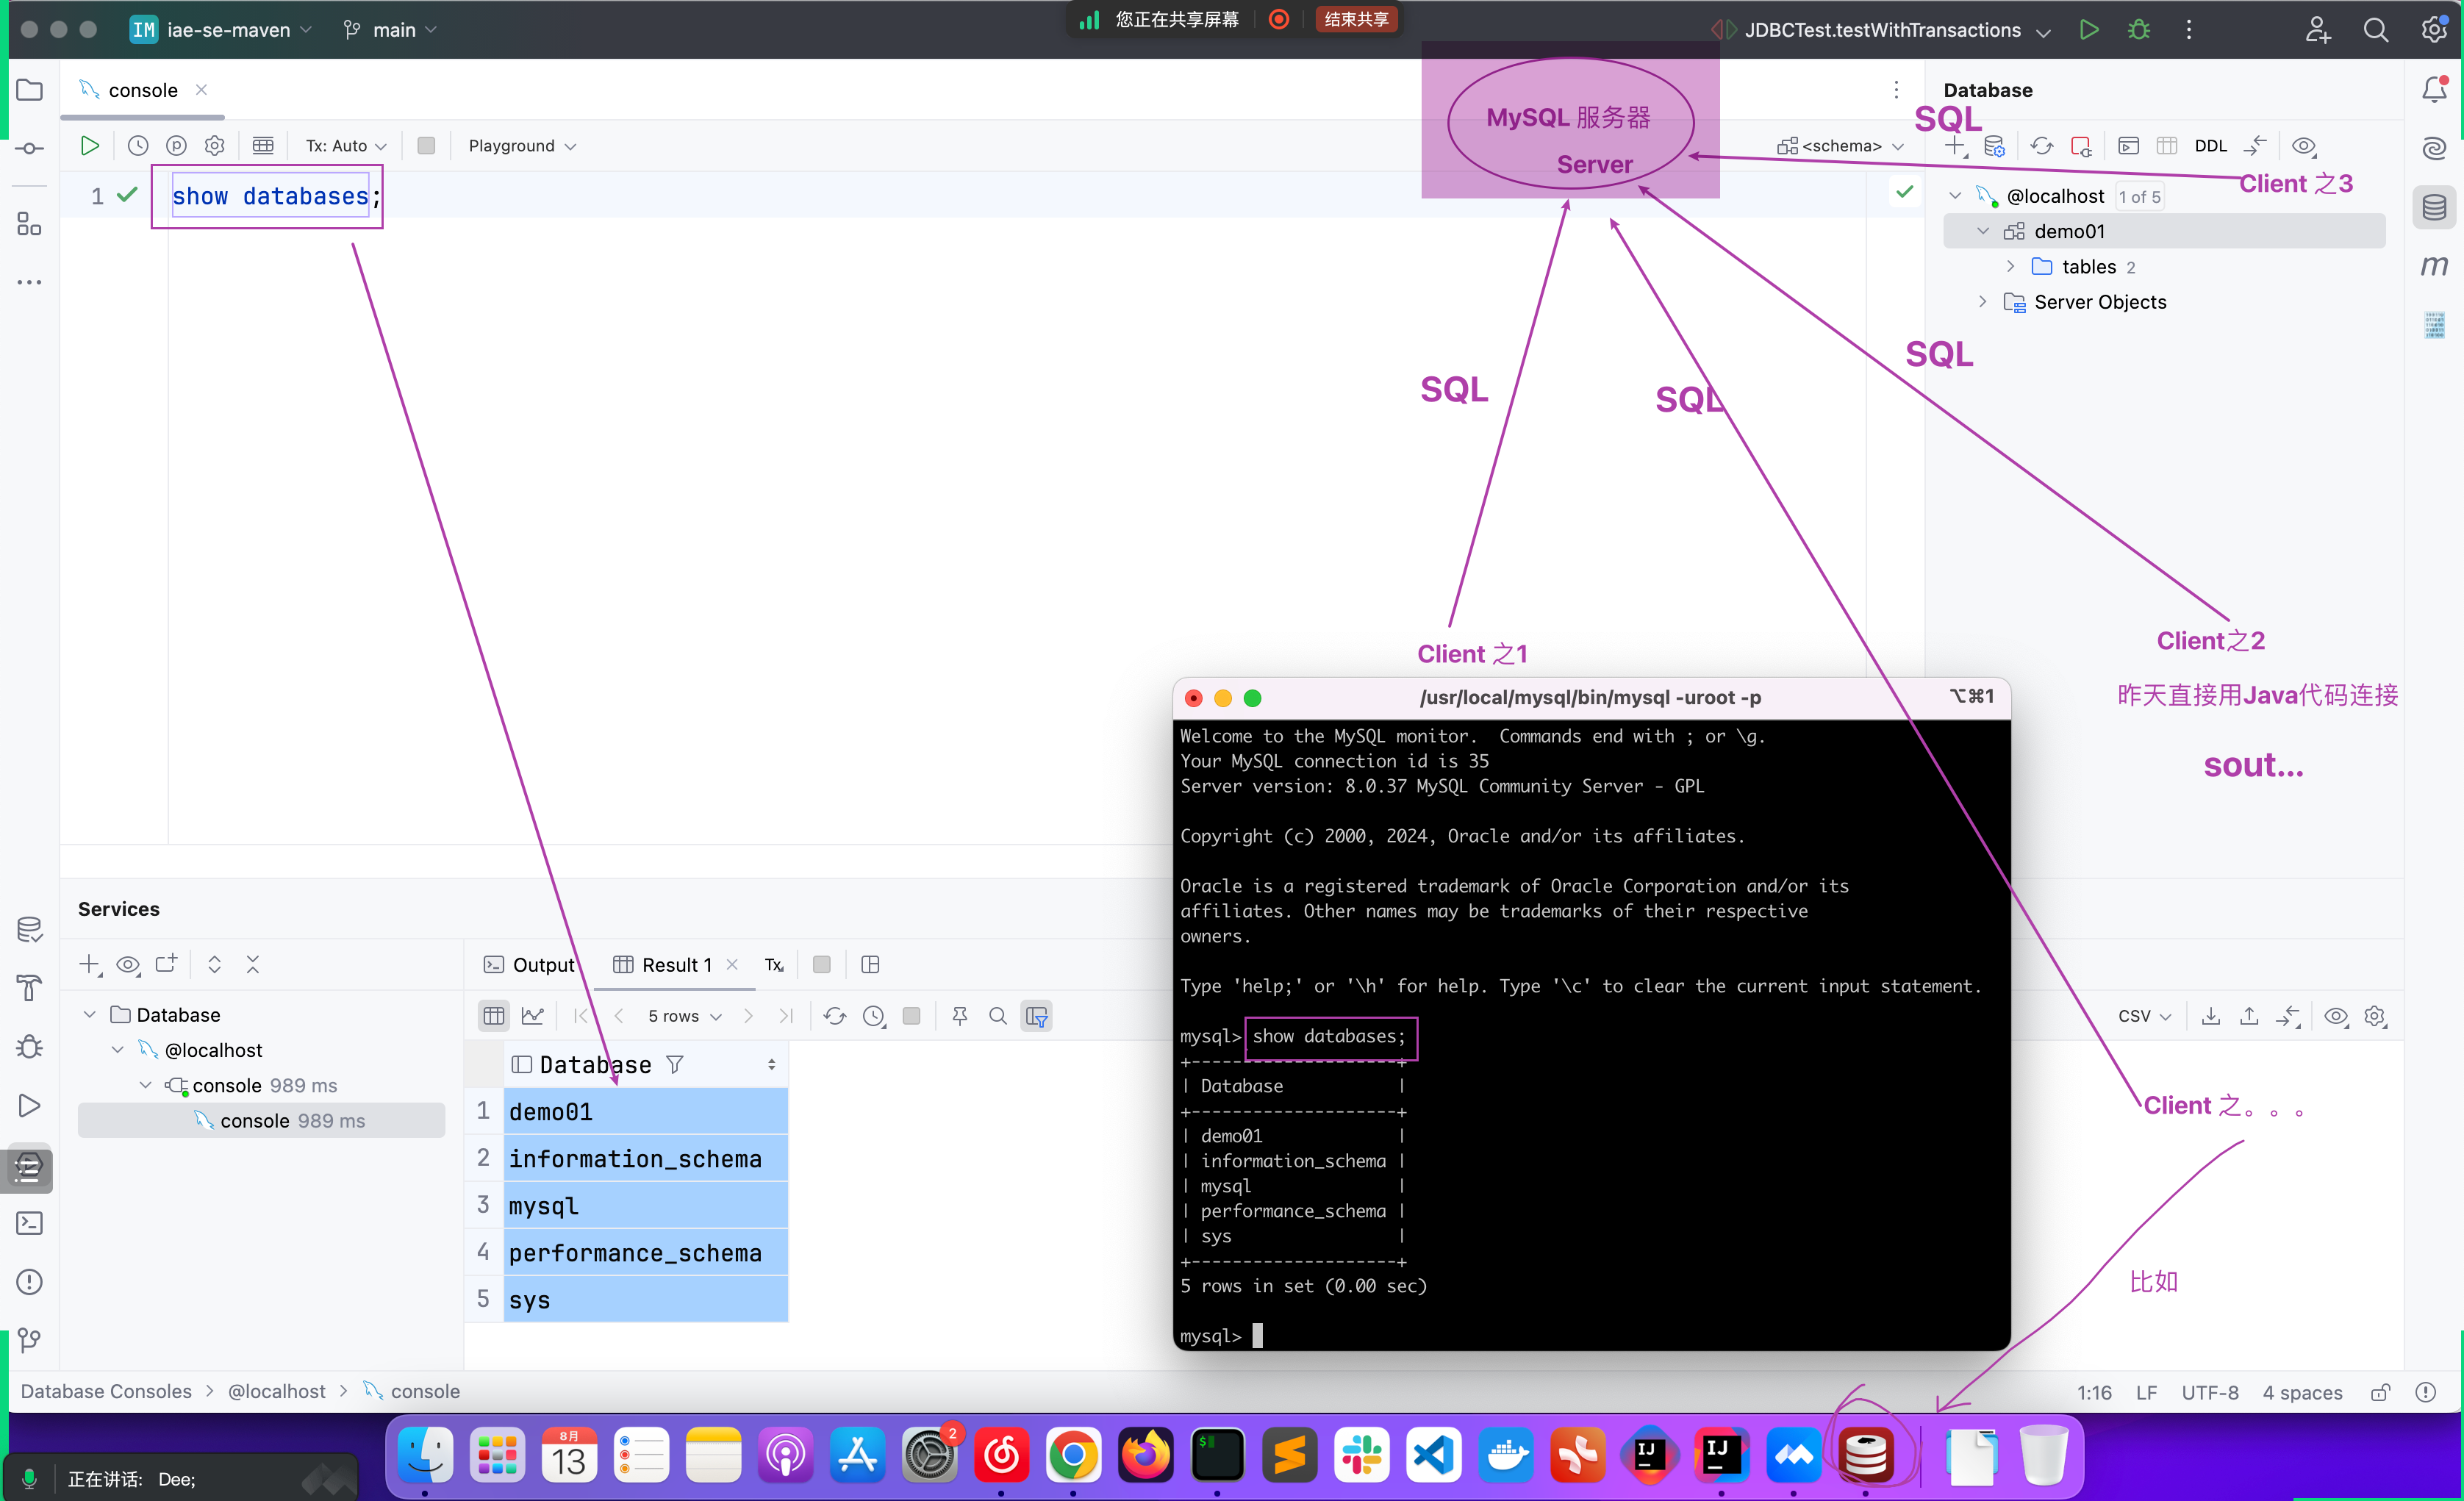 IM iae-se-maven main
您正在共享屏幕 结束共享
JDBCTest.testWithTransactions
console
Tx: Auto Playground
<schema>
1 show databases;
MySQL 服务器
Server
Database
SQL
DDL
Client 之3
@localhost 1 of 5
demo01
tables 2
Server Objects
SQL
SQL
SQL
Client 之1
Client之2
昨天直接用Java代码连接
sout...
/usr/local/mysql/bin/mysql -uroot -p ⌥⌘1
Welcome to the MySQL monitor.  Commands end with ; or \g.
Your MySQL connection id is 35
Server version: 8.0.37 MySQL Community Server - GPL
Copyright (c) 2000, 2024, Oracle and/or its affiliates.
Oracle is a registered trademark of Oracle Corporation and/or its
affiliates. Other names may be trademarks of their respective
owners.
Type 'help;' or '\h' for help. Type '\c' to clear the current input statement.
mysql> show databases;
+--------------------+
| Database           |
+--------------------+
| demo01             |
| information_schema |
| mysql              |
| performance_schema |
| sys                |
+--------------------+
5 rows in set (0.00 sec)
mysql>
Client 之。。。
比如
Services
Output Result 1 Tx
Database
@localhost
console 989 ms
console 989 ms
5 rows
CSV
Database
1 demo01
2 information_schema
3 mysql
4 performance_schema
5 sys
Database Consoles > @localhost > console
1:16 LF UTF-8 4 spaces
8月
13
2
$
IJ
IJ
正在讲话: Dee;